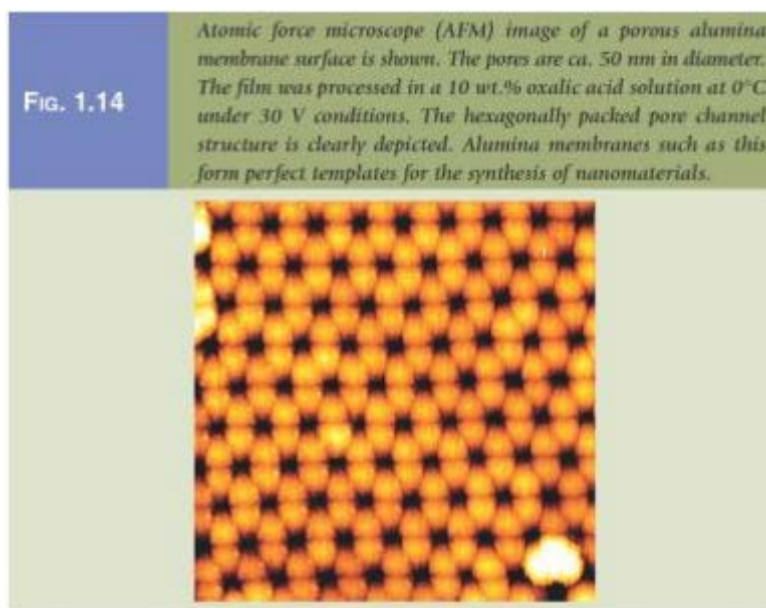 FIG. 1.14
Atomic force microscope (AFM) image of a porous alumina
membrane surface is shown. The pores are ca. 50 nm in diameter.
The film was processed in a 10 wt.% oxalic acid solution at 0°C
under 30 V conditions. The hexagonally packed pore channel
structure is clearly depicted. Alumina membranes such as this
form perfect templates for the synthesis of nanomaterials.